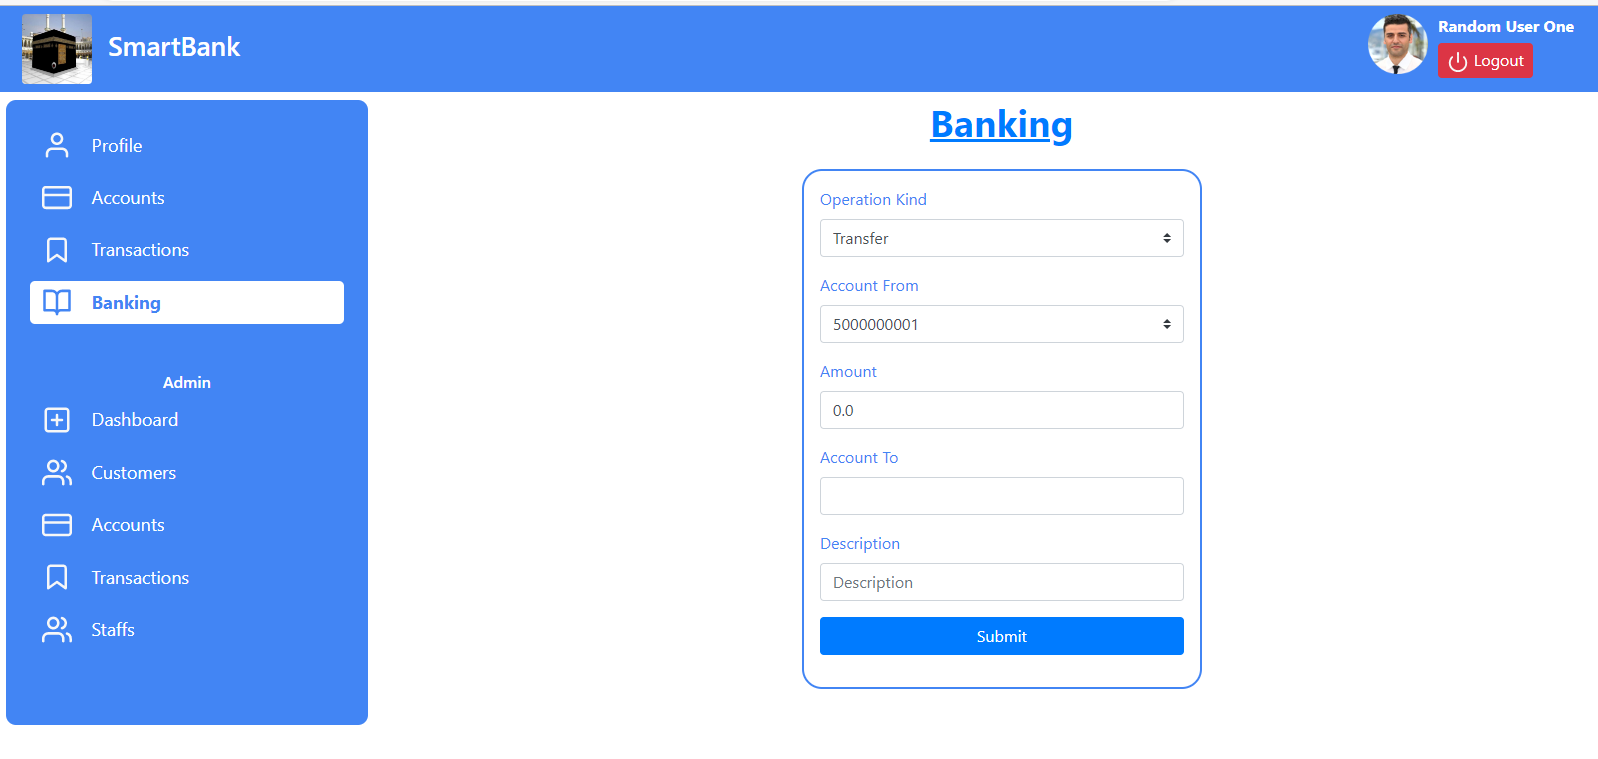 SmartBank
Random User One
Logout
Profile
Accounts
Transactions
Banking
Admin
Dashboard
Customers
Accounts
Transactions
Staffs
Banking
Operation Kind
Transfer
Account From
5000000001
Amount
0.0
Account To
Description
Description
Submit